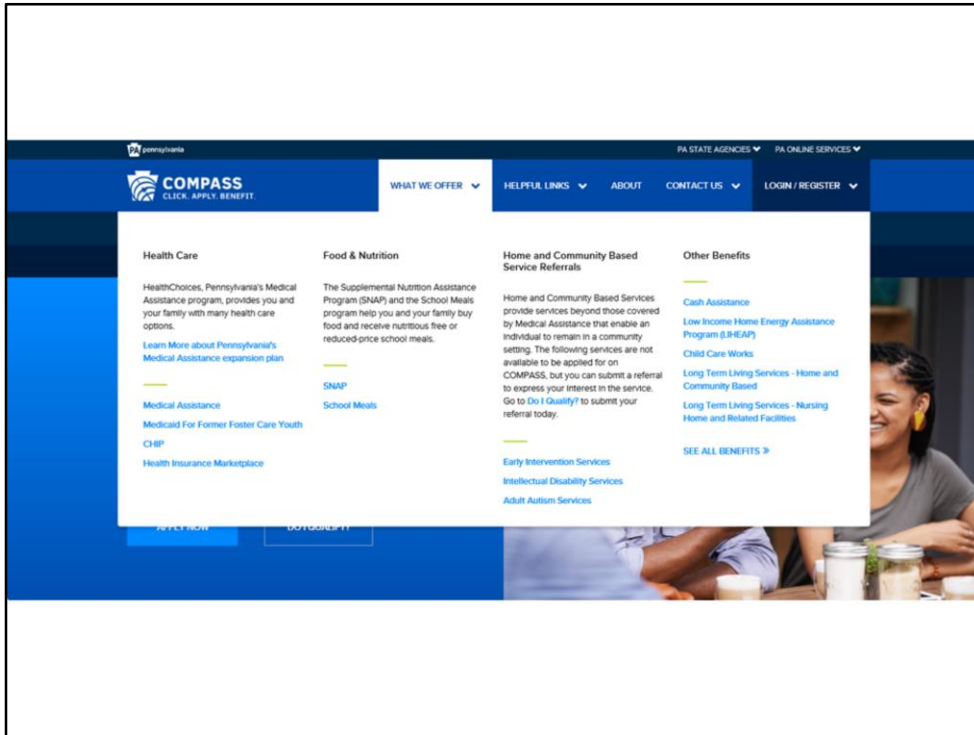 PA pennsylvania
PA STATE AGENCIES
PA ONLINE SERVICES
COMPASS
CLICK. APPLY. BENEFIT.
WHAT WE OFFER
HELPFUL LINKS
ABOUT
CONTACT US
LOGIN / REGISTER
Health Care
HealthChoices, Pennsylvania's Medical
Assistance program, provides you and
your family with many health care
options.
Learn More about Pennsylvania's
Medical Assistance expansion plan
Medical Assistance
Medicaid For Former Foster Care Youth
CHIP
Health Insurance Marketplace
Food & Nutrition
The Supplemental Nutrition Assistance
Program (SNAP) and the School Meals
program help you and your family buy
food and receive nutritious free or
reduced-price school meals.
SNAP
School Meals
Home and Community Based
Service Referrals
Home and Community Based Services
provide services beyond those covered
by Medical Assistance that enable an
individual to remain in a community
setting. The following services are not
available to be applied for on
COMPASS, but you can submit a referral
to express your interest in the service.
Go to Do I Qualify? to submit your
referral today.
Early Intervention Services
Intellectual Disability Services
Adult Autism Services
Other Benefits
Cash Assistance
Low Income Home Energy Assistance
Program (LIHEAP)
Child Care Works
Long Term Living Services - Home and
Community Based
Long Term Living Services - Nursing
Home and Related Facilities
SEE ALL BENEFITS »
APPLY NOW
DO I QUALIFY?